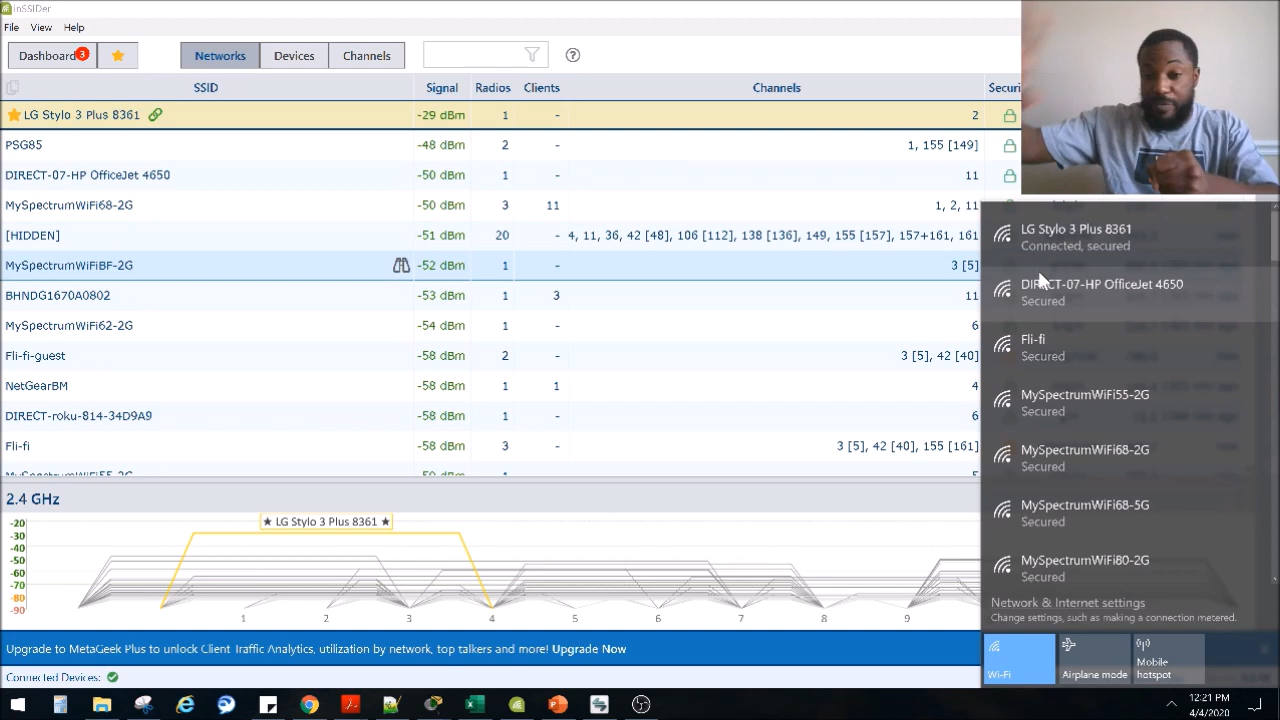 inSSIDer
File View Help
Dashboard 3 Networks Devices Channels ?
SSID Signal Radios Clients Channels Securi
LG Stylo 3 Plus 8361 -29 dBm 1 - 2
PSG85 -48 dBm 2 - 1, 155 [149]
DIRECT-07-HP OfficeJet 4650 -50 dBm 1 - 11
MySpectrumWiFi68-2G -50 dBm 3 11 1, 2, 11
[HIDDEN] -51 dBm 20 - 4, 11, 36, 42 [48], 106 [112], 138 [136], 149, 155 [157], 157+161, 161
MySpectrumWiFiBF-2G -52 dBm 1 - 3 [5]
BHNDG1670A0802 -53 dBm 1 3 11
MySpectrumWiFi62-2G -54 dBm 1 - 6
Fli-fi-guest -58 dBm 2 - 3 [5], 42 [40]
NetGearBM -58 dBm 1 1 4
DIRECT-roku-814-34D9A9 -58 dBm 1 - 6
Fli-fi -58 dBm 3 - 3 [5], 42 [40], 155 [161]
MySpectrumWiFi55-2G
2.4 GHz
★ LG Stylo 3 Plus 8361 ★
-20
-30
-40
-50
-60
-70
-80
-90
1 2 3 4 5 6 7 8 9
Upgrade to MetaGeek Plus to unlock Client Traffic Analytics, utilization by network, top talkers and more! Upgrade Now
Connected Devices:
LG Stylo 3 Plus 8361
Connected, secured
DIRECT-07-HP OfficeJet 4650
Secured
Fli-fi
Secured
MySpectrumWiFi55-2G
Secured
MySpectrumWiFi68-2G
Secured
MySpectrumWiFi68-5G
Secured
MySpectrumWiFi80-2G
Secured
Network & Internet settings
Change settings, such as making a connection metered.
Wi-Fi Airplane mode Mobile
hotspot
12:21 PM
4/4/2020